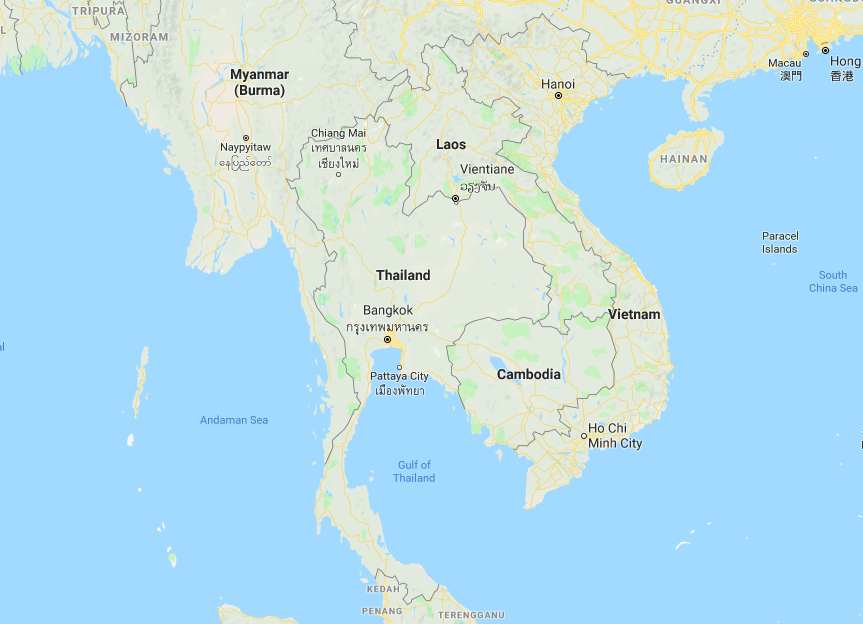 TRIPURA
GUANGXI
MIZORAM
Macau
澳門
Hong
香港
Myanmar
(Burma)
Hanoi
Naypyitaw
နေပြည်တော်
Chiang Mai
เทศบาลนคร
เชียงใหม่
Laos
Vientiane
ວຽງຈັນ
HAINAN
Paracel
Islands
South
China Sea
Thailand
Bangkok
กรุงเทพมหานคร
Vietnam
Pattaya City
เมืองพัทยา
Cambodia
Andaman Sea
Ho Chi
Minh City
Gulf of
Thailand
KEDAH
PENANG
TERENGGANU